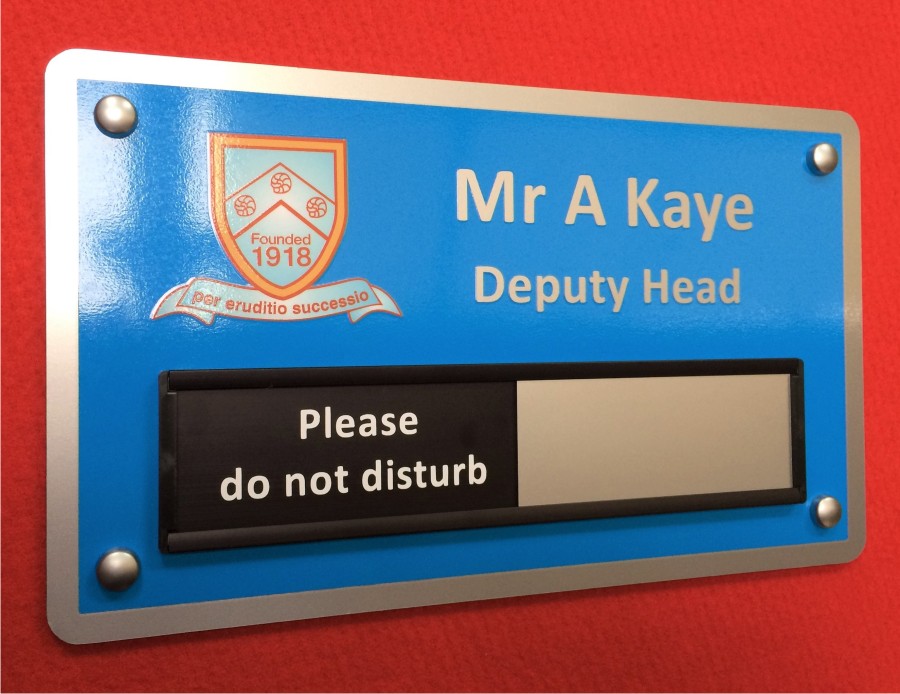 Founded
1918
per eruditio successio
Mr A Kaye
Deputy Head
Please
do not disturb